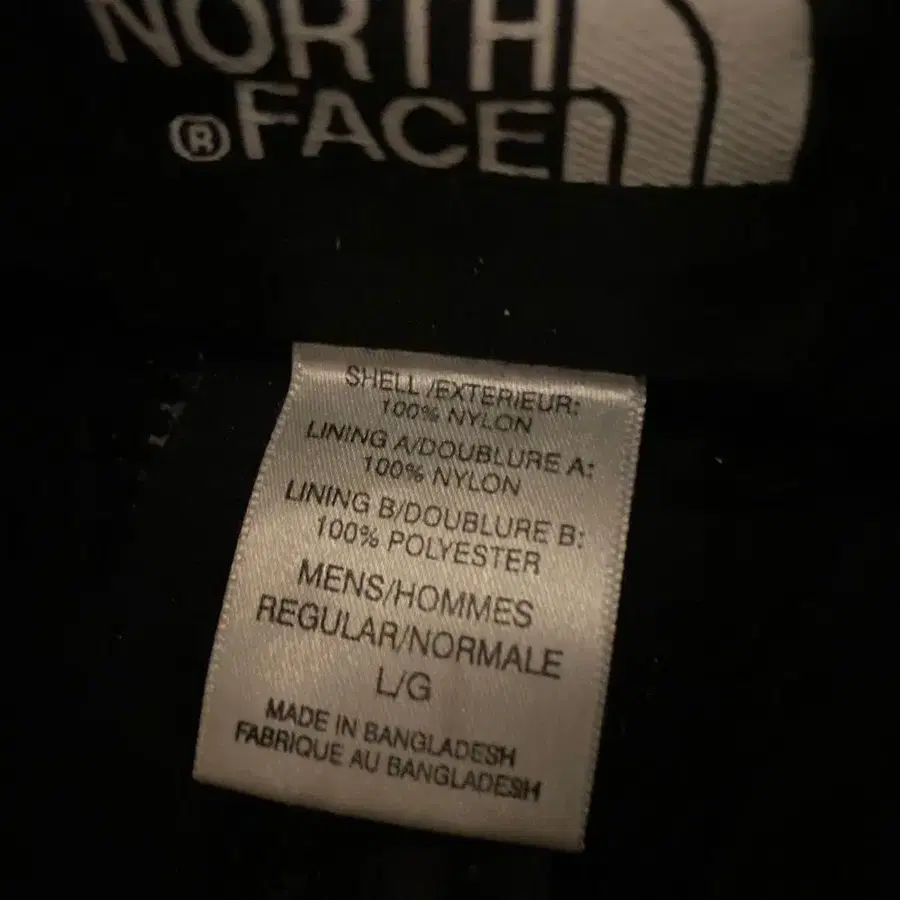 NORTH
®FACE
SHELL/EXTERIEUR:
100% NYLON
LINING A/DOUBLURE A:
100% NYLON
LINING B/DOUBLURE B:
100% POLYESTER
MENS/HOMMES
REGULAR/NORMALE
L/G
MADE IN BANGLADESH
FABRIQUE AU BANGLADESH